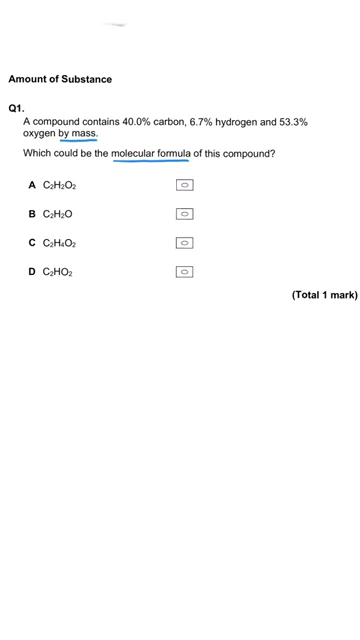 Amount of Substance
Q1.
A compound contains 40.0% carbon, 6.7% hydrogen and 53.3%
oxygen by mass.
Which could be the molecular formula of this compound?
A C₂H₂O₂
B C₂H₂O
C C₂H₄O₂
D C₂HO₂
(Total 1 mark)